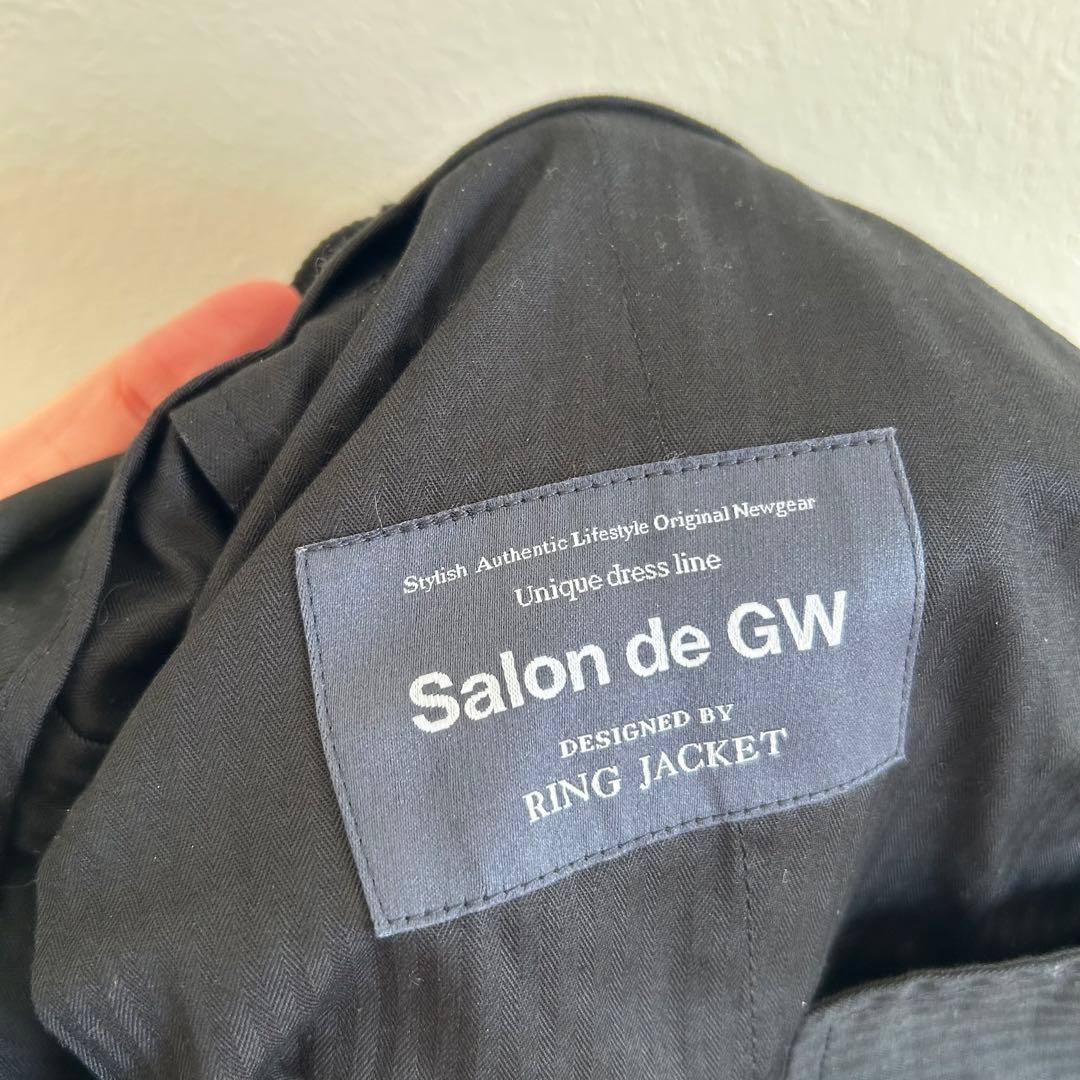 Stylish Authentic Lifestyle Original Newgear
Unique dress line
Salon de GW
DESIGNED BY
RING JACKET